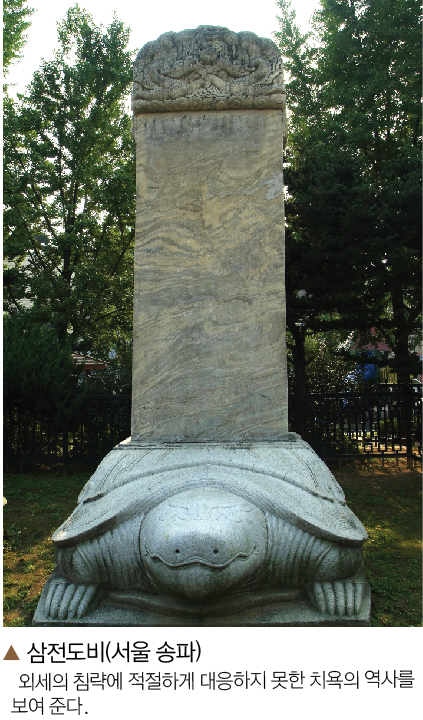 ▲ 삼전도비(서울 송파)
외세의 침략에 적절하게 대응하지 못한 치욕의 역사를
보여 준다.